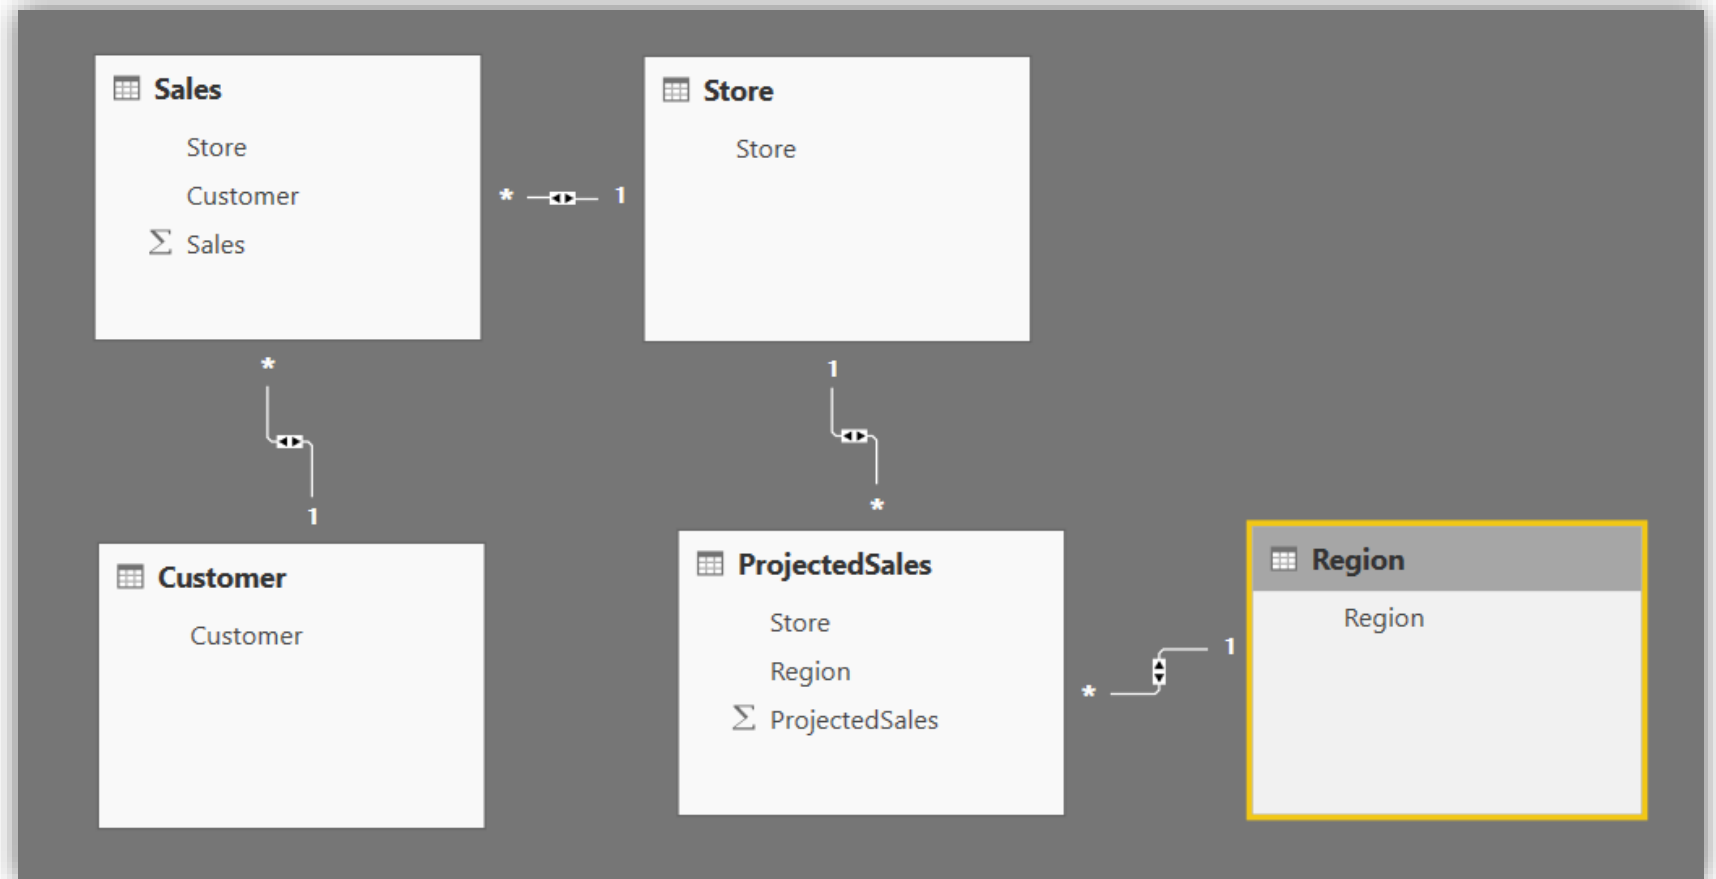 Sales
Store
Customer
Σ Sales
* 1
Store
Store
* 1
Customer
Customer
1 *
ProjectedSales
Store
Region
Σ ProjectedSales
* 1
Region
Region